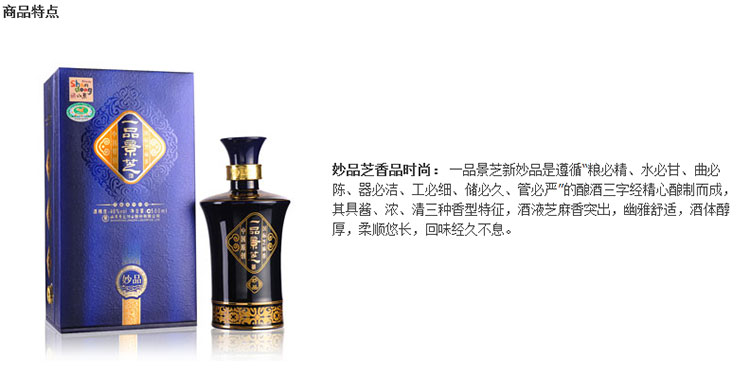 商品特点
Shan
dong
一品景芝
妙品
一品景芝
妙品芝香品时尚： 一品景芝新妙品是遵循“粮必精、水必甘、曲必
陈、器必洁、工必细、储必久、管必严”的酿酒三字经精心酿制而成，
其具酱、浓、清三种香型特征，酒液芝麻香突出，幽雅舒适，酒体醇
厚，柔顺悠长，回味经久不息。